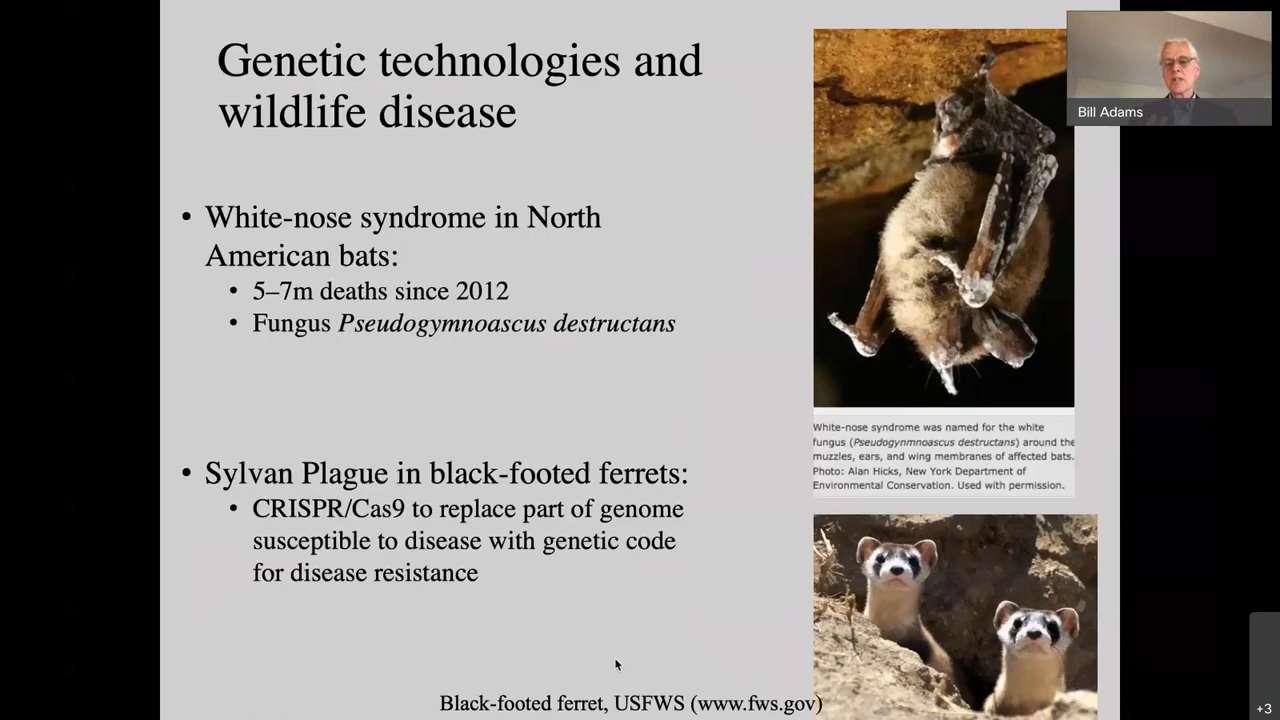 Genetic technologies and
wildlife disease
• White-nose syndrome in North
American bats:
• 5–7m deaths since 2012
• Fungus Pseudogymnoascus destructans
• Sylvan Plague in black-footed ferrets:
• CRISPR/Cas9 to replace part of genome
susceptible to disease with genetic code
for disease resistance
White-nose syndrome was named for the white
fungus (Pseudogynmoascus destructans) around the
muzzles, ears, and wing membranes of affected bats.
Photo: Alan Hicks, New York Department of
Environmental Conservation. Used with permission.
Black-footed ferret, USFWS (www.fws.gov)
Bill Adams
+3